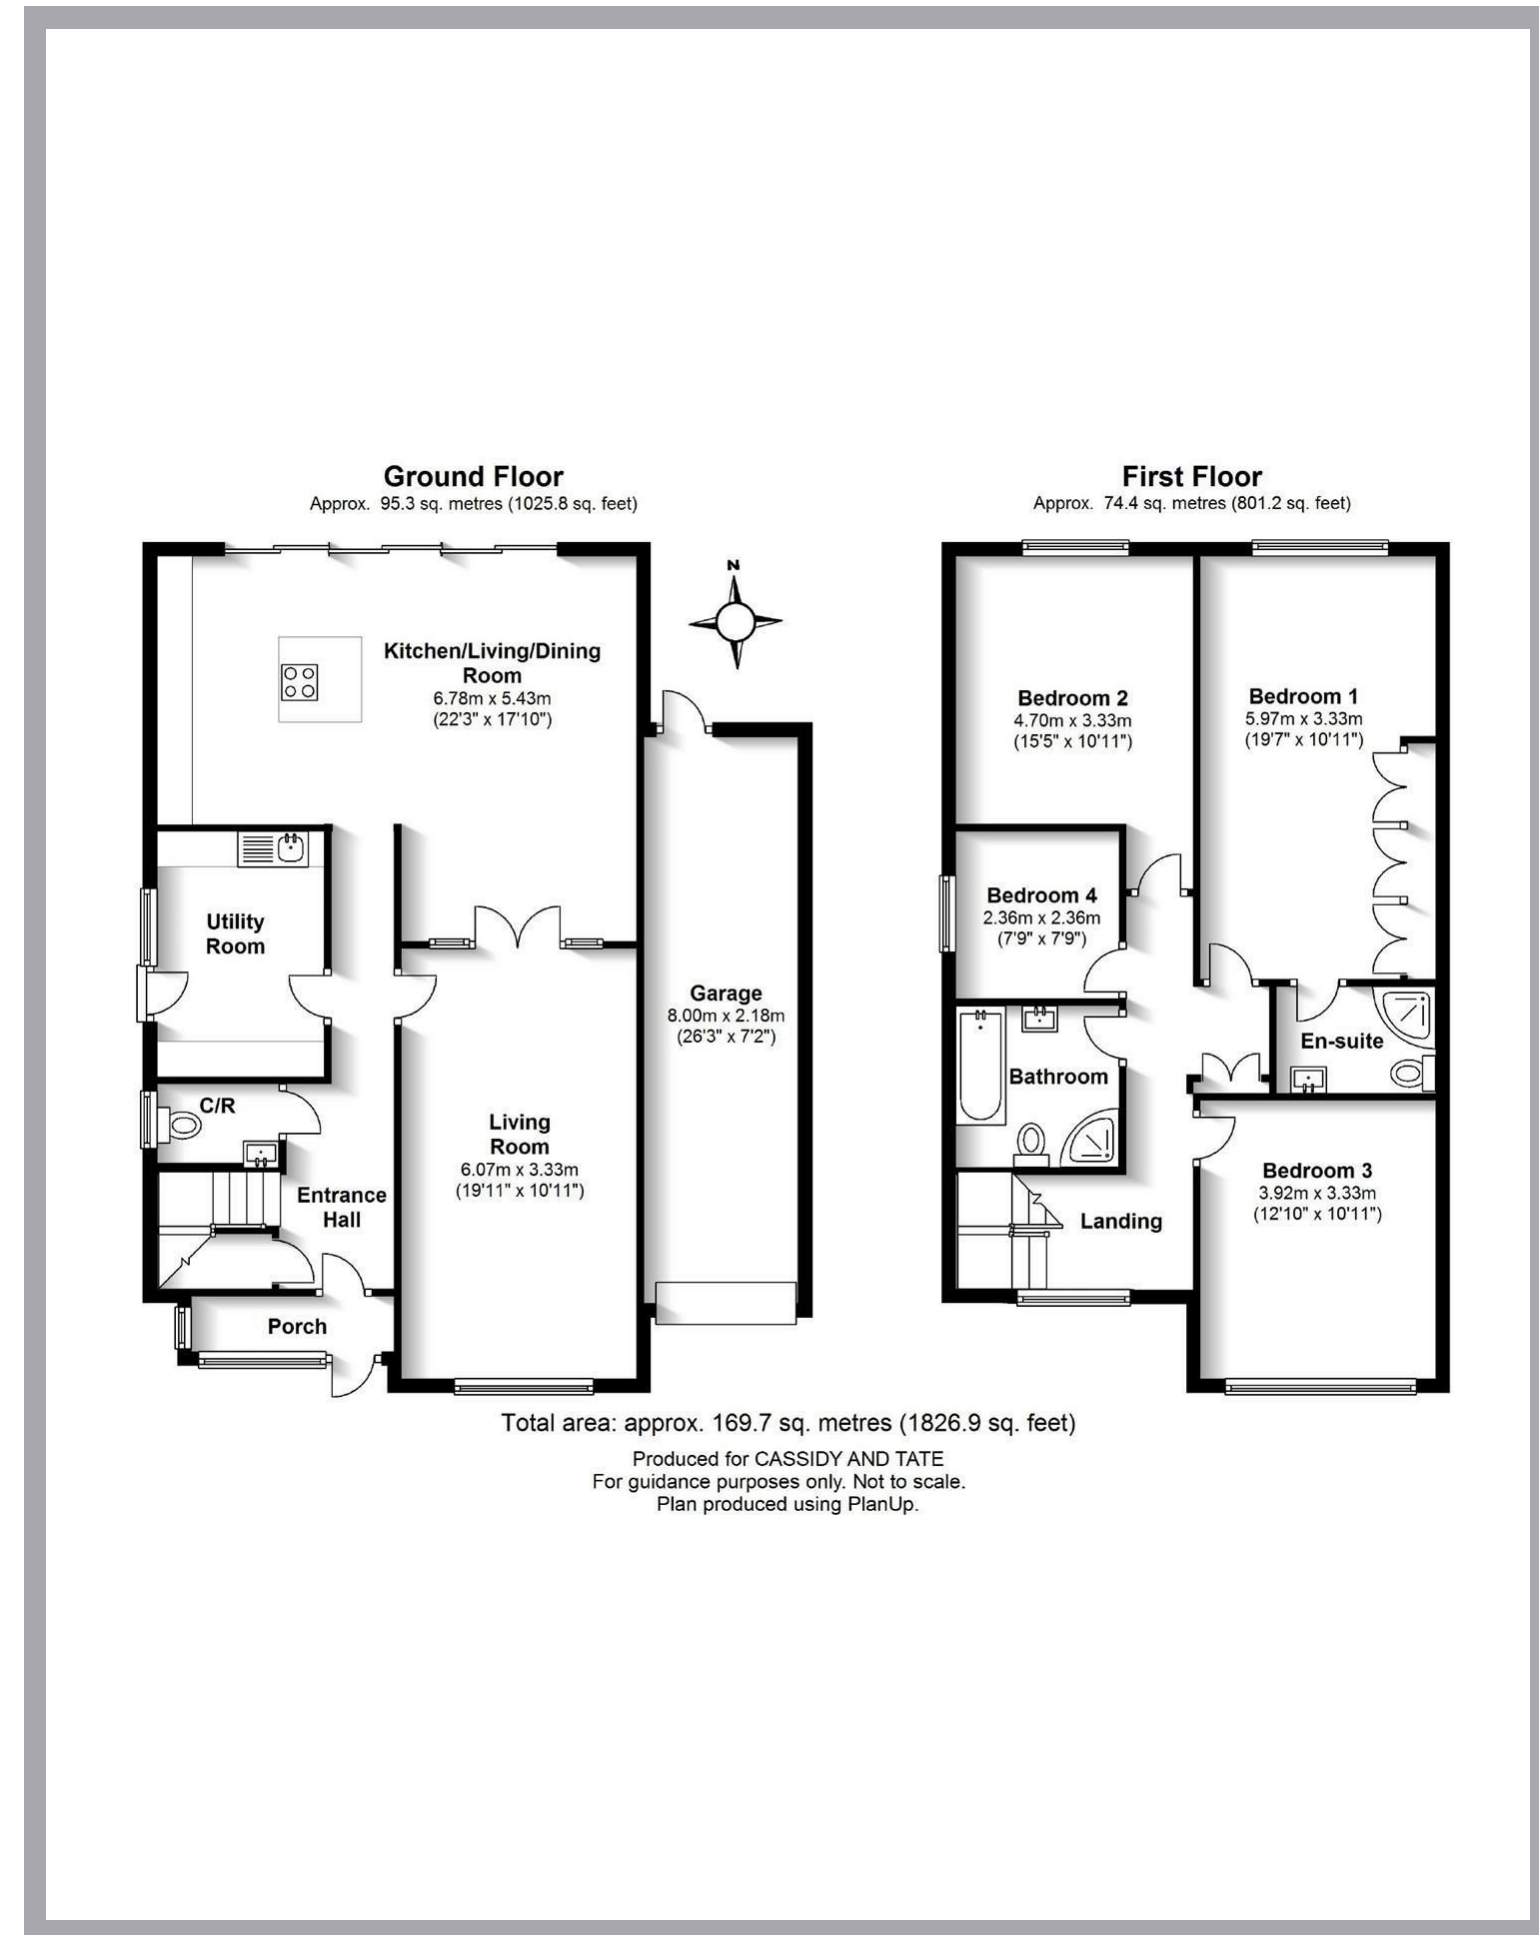 Ground Floor
Approx. 95.3 sq. metres (1025.8 sq. feet)
First Floor
Approx. 74.4 sq. metres (801.2 sq. feet)
N
Kitchen/Living/Dining
Room
6.78m x 5.43m
(22'3" x 17'10")
Utility
Room
Garage
8.00m x 2.18m
(26'3" x 7'2")
C/R
Living
Room
6.07m x 3.33m
(19'11" x 10'11")
Entrance
Hall
Porch
Bedroom 2
4.70m x 3.33m
(15'5" x 10'11")
Bedroom 1
5.97m x 3.33m
(19'7" x 10'11")
Bedroom 4
2.36m x 2.36m
(7'9" x 7'9")
En-suite
Bathroom
Bedroom 3
3.92m x 3.33m
(12'10" x 10'11")
Landing
Total area: approx. 169.7 sq. metres (1826.9 sq. feet)
Produced for CASSIDY AND TATE
For guidance purposes only. Not to scale.
Plan produced using PlanUp.